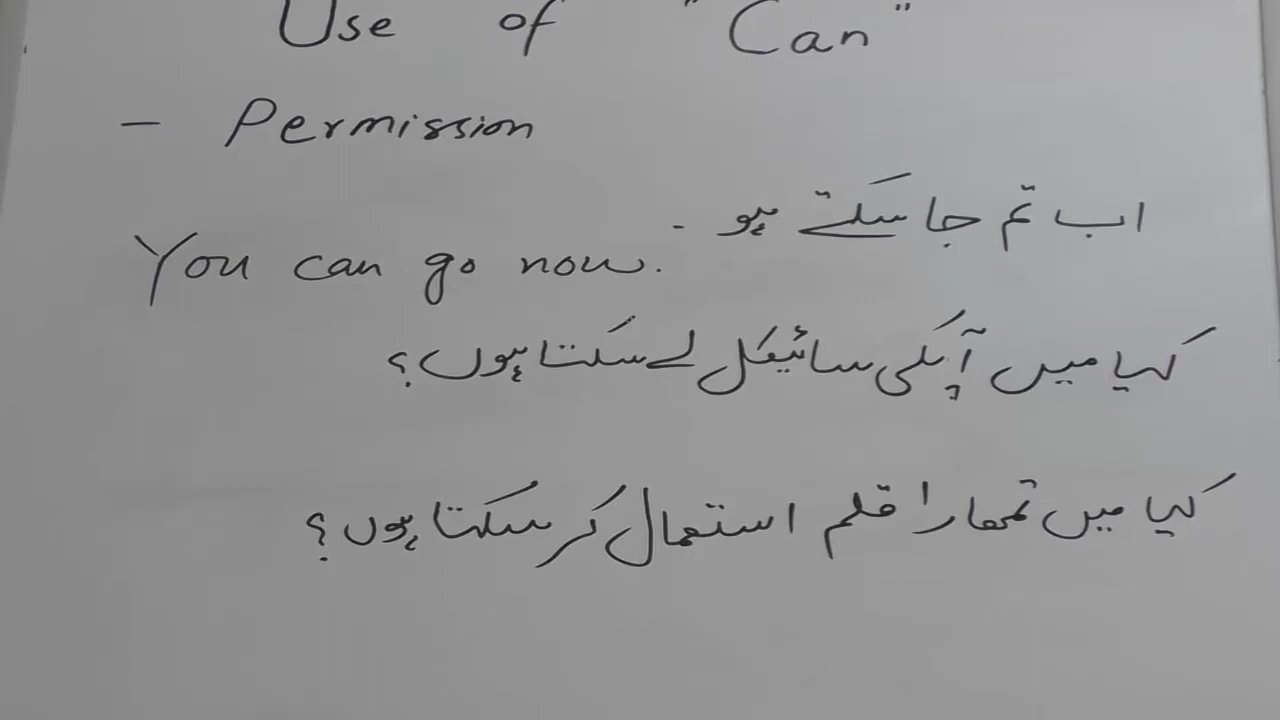 Use of "Can"
- Permission
اب تم جا سکتے ہو ۔
You can go now.
کیا میں آپکی سائیکل لے سکتا ہوں؟
کیا میں تمھارا قلم استعمال کر سکتا ہوں؟